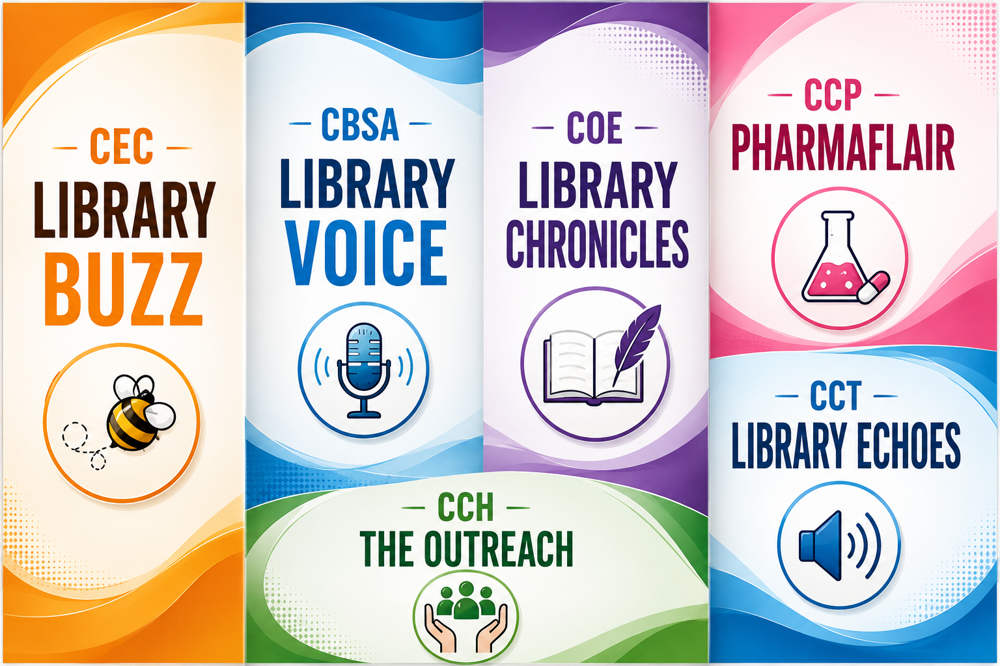 CEC
LIBRARY
BUZZ
CBSA
LIBRARY
VOICE
COE
LIBRARY
CHRONICLES
CCP
PHARMAFLAIR
CCT
LIBRARY ECHOES
CCH
THE OUTREACH